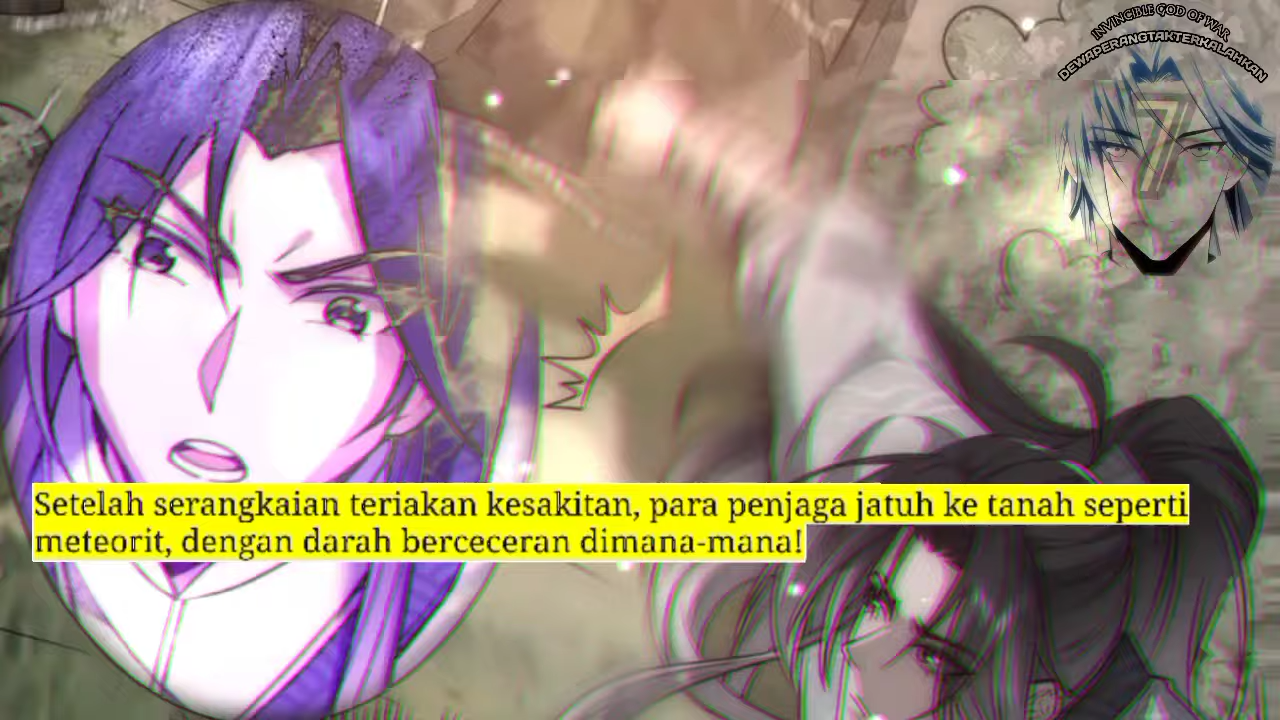 INVINCIBLE GOD OF WAR
DEWAPERANGTAKTERKALAHKAN
7
Setelah serangkaian teriakan kesakitan, para penjaga jatuh ke tanah seperti
meteorit, dengan darah berceceran dimana-mana!